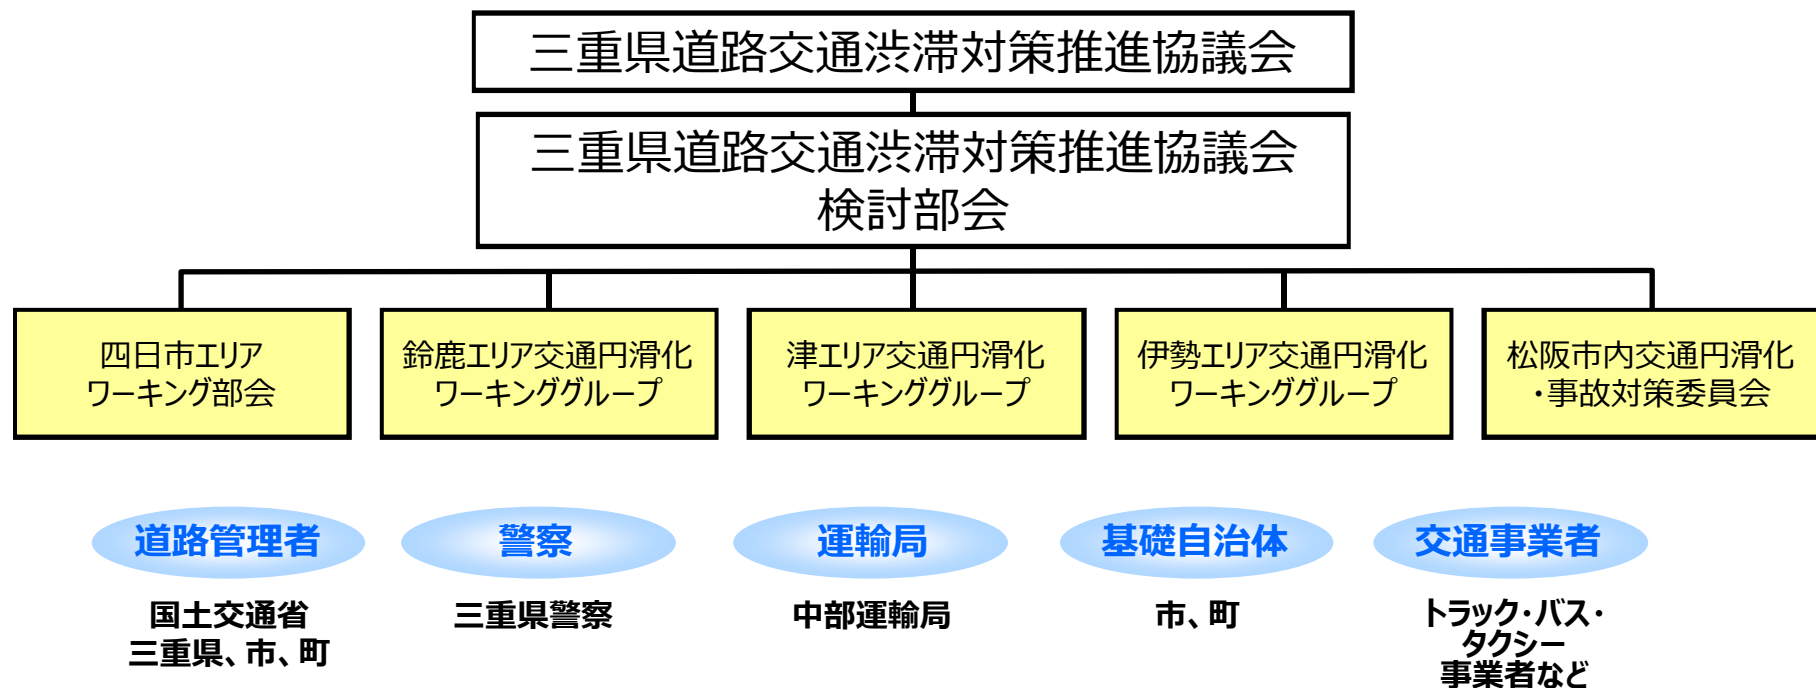 三重県道路交通渋滞対策推進協議会
三重県道路交通渋滞対策推進協議会
検討部会
四日市エリア
ワーキング部会
鈴鹿エリア交通円滑化
ワーキンググループ
津エリア交通円滑化
ワーキンググループ
伊勢エリア交通円滑化
ワーキンググループ
松阪市内交通円滑化
・事故対策委員会
道路管理者
警察
運輸局
基礎自治体
交通事業者
国土交通省
三重県、市、町
三重県警察
中部運輸局
市、町
トラック・バス・
タクシー
事業者など